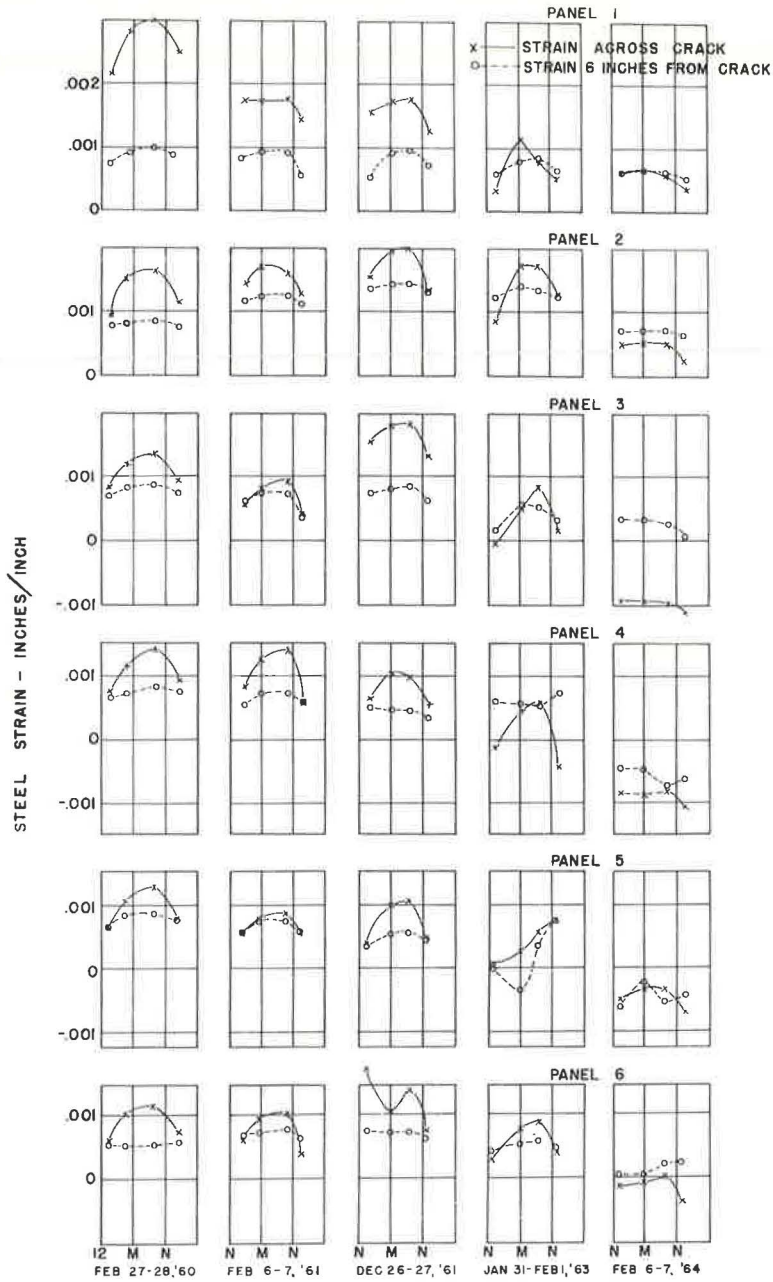 PANEL 1
x — STRAIN ACROSS CRACK
o --- STRAIN 6 INCHES FROM CRACK
.002
.001
0
PANEL 2
.001
0
PANEL 3
.001
0
-.001
PANEL 4
.001
0
-.001
PANEL 5
.001
0
-.001
PANEL 6
.001
0
STEEL STRAIN - INCHES/INCH
12 M N
N M N
N M N
N M N
N M N
FEB 27-28,'60
FEB 6-7,'61
DEC 26-27,'61
JAN 31-FEB1,'63
FEB 6-7,'64